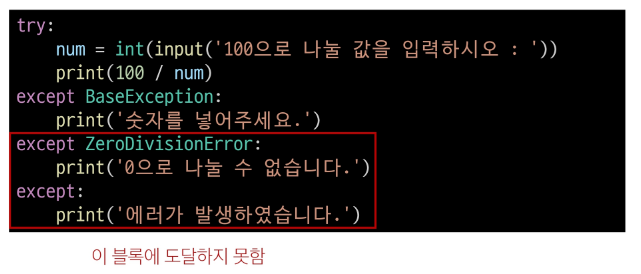 try:
    num = int(input('100으로 나눌 값을 입력하시오 : '))
    print(100 / num)
except BaseException:
    print('숫자를 넣어주세요.')
except ZeroDivisionError:
    print('0으로 나눌 수 없습니다.')
except:
    print('에러가 발생하였습니다.')
이 블록에 도달하지 못함